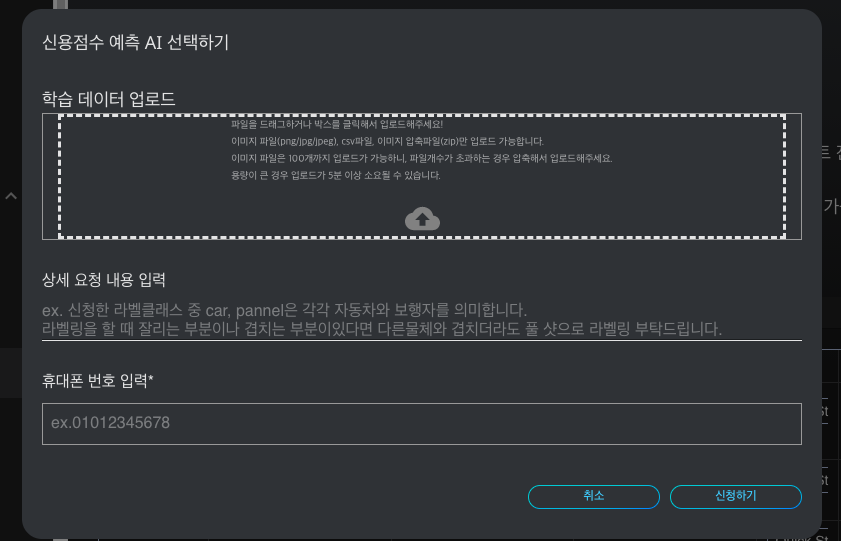 신용점수 예측 AI 선택하기
학습 데이터 업로드
파일을 드래그하거나 박스를 클릭해서 업로드해주세요!
이미지 파일(png/jpg/jpeg), csv파일, 이미지 압축파일(zip)만 업로드 가능합니다.
이미지 파일은 100개까지 업로드가 가능하니, 파일개수가 초과하는 경우 압축해서 업로드해주세요.
용량이 큰 경우 업로드가 5분 이상 소요될 수 있습니다.
상세 요청 내용 입력
ex. 신청한 라벨클래스 중 car, pannel은 각각 자동차와 보행자를 의미합니다.
라벨링을 할 때 잘리는 부분이나 겹치는 부분이있다면 다른물체와 겹치더라도 풀 샷으로 라벨링 부탁드립니다.
휴대폰 번호 입력*
ex.01012345678
취소
신청하기